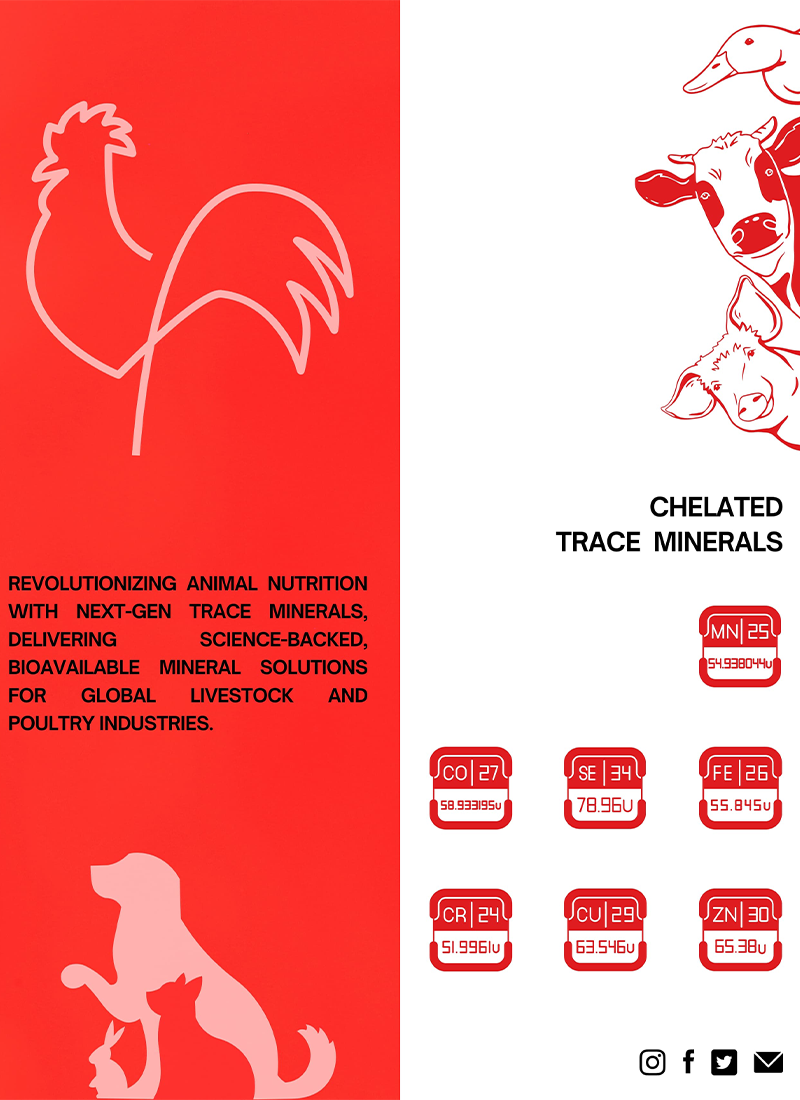 REVOLUTIONIZING ANIMAL NUTRITION
WITH NEXT-GEN TRACE MINERALS,
DELIVERING SCIENCE-BACKED,
BIOAVAILABLE MINERAL SOLUTIONS
FOR GLOBAL LIVESTOCK AND
POULTRY INDUSTRIES.
CHELATED
TRACE MINERALS
MN|25
54.938044u
CO|27
58.933195u
SE|34
78.96u
FE|26
55.845u
CR|24
51.9961u
CU|29
63.546u
ZN|30
65.38u